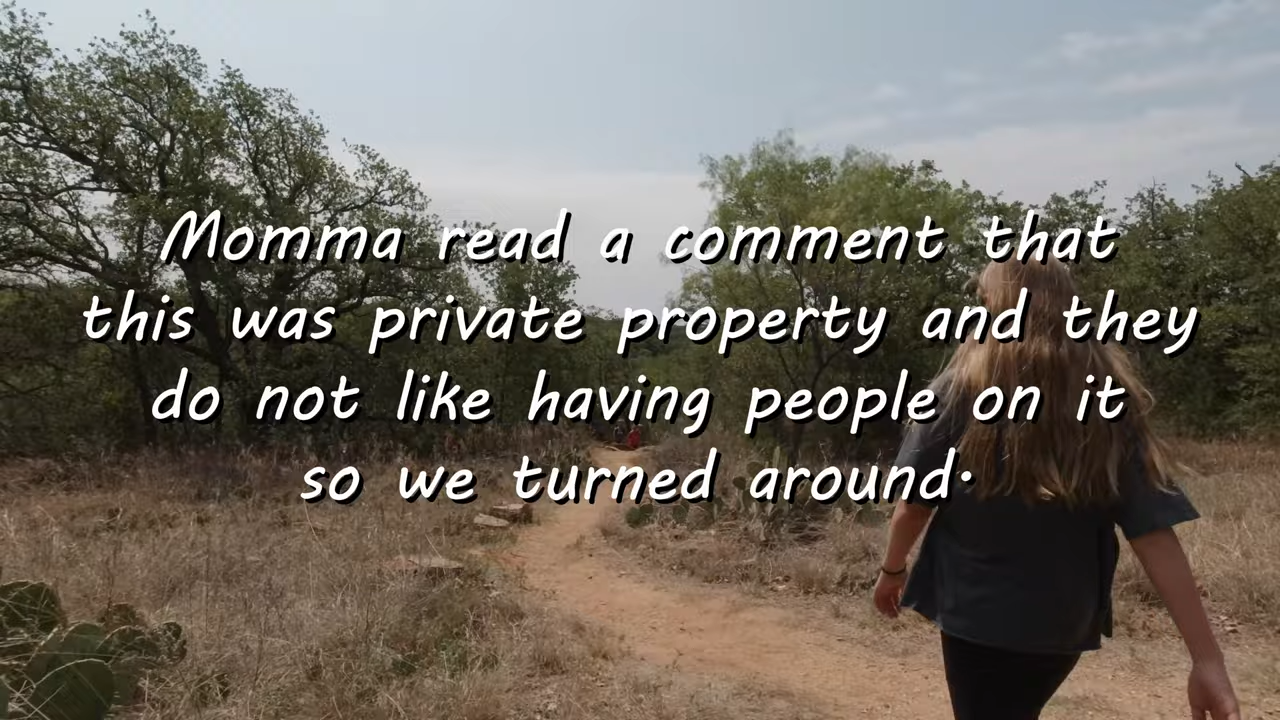 Momma read a comment that
this was private property and they
do not like having people on it
so we turned around.